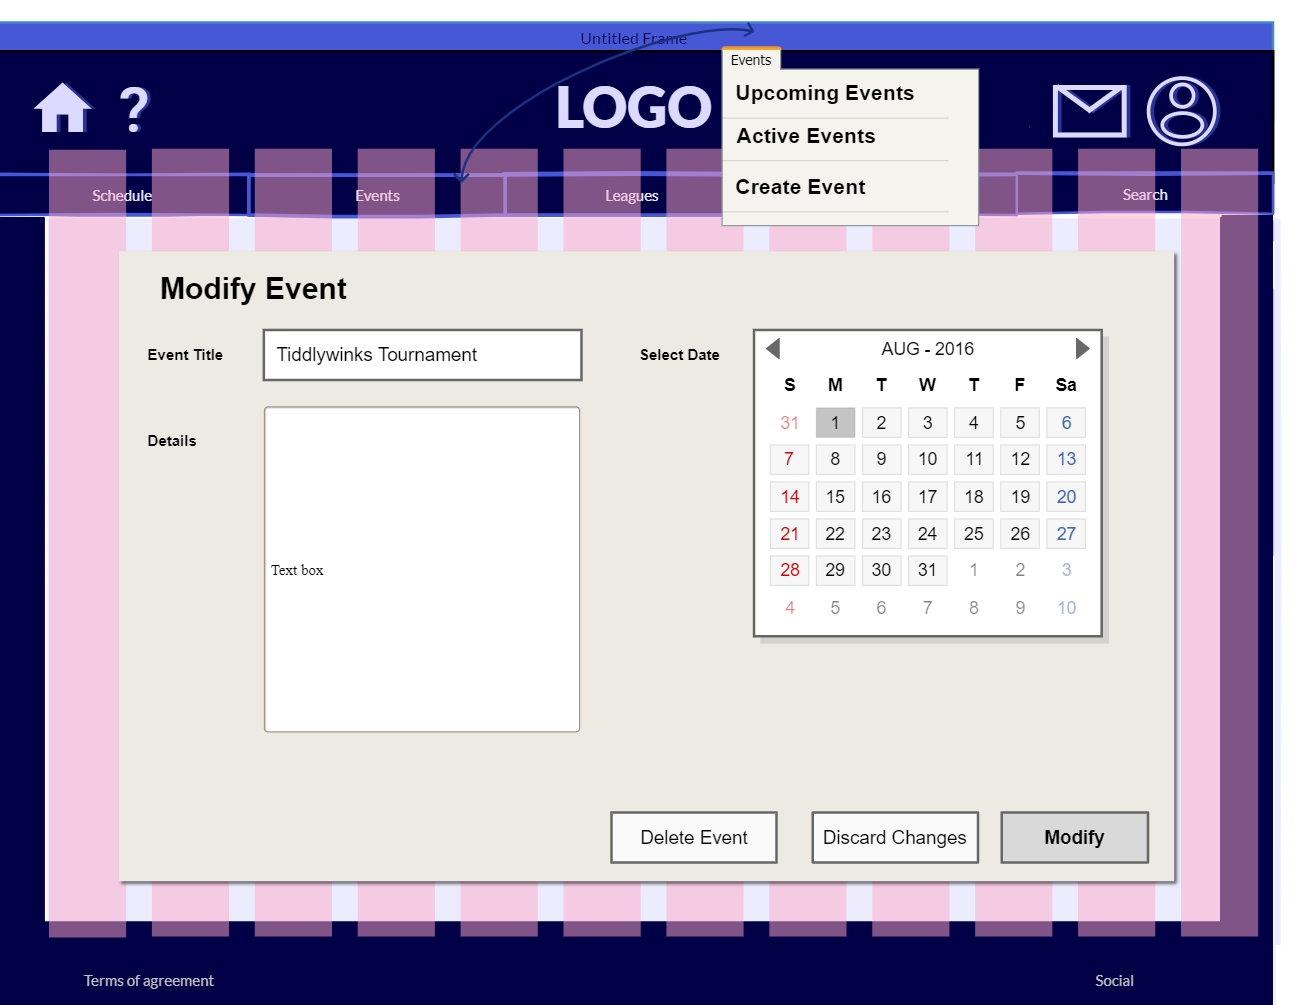 Untitled Frame
Events
Upcoming Events
Active Events
Create Event
?
LOGO
Schedule
Events
Leagues
Search
Modify Event
Event Title
Tiddlywinks Tournament
Details
Text box
Select Date
AUG - 2016
S M T W T F Sa
31 1 2 3 4 5 6
7 8 9 10 11 12 13
14 15 16 17 18 19 20
21 22 23 24 25 26 27
28 29 30 31 1 2 3
4 5 6 7 8 9 10
Delete Event
Discard Changes
Modify
Terms of agreement
Social